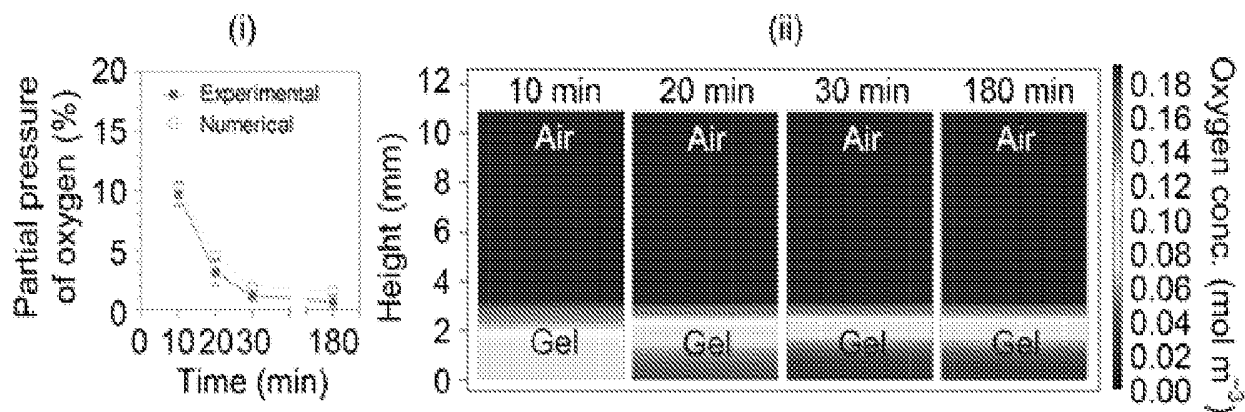 (i)
Partial pressure
of oxygen (%)
20
15
10
5
0
Experimental
Numerical
0 10 20 30 180
Time (min)
(ii)
Height (mm)
12
10
8
6
4
2
0
10 min 20 min 30 min 180 min
Air Air Air Air
Gel Gel Gel Gel
0.18
0.16
0.14
0.12
0.10
0.08
0.06
0.04
0.02
0.00
Oxygen conc. (mol m⁻³)